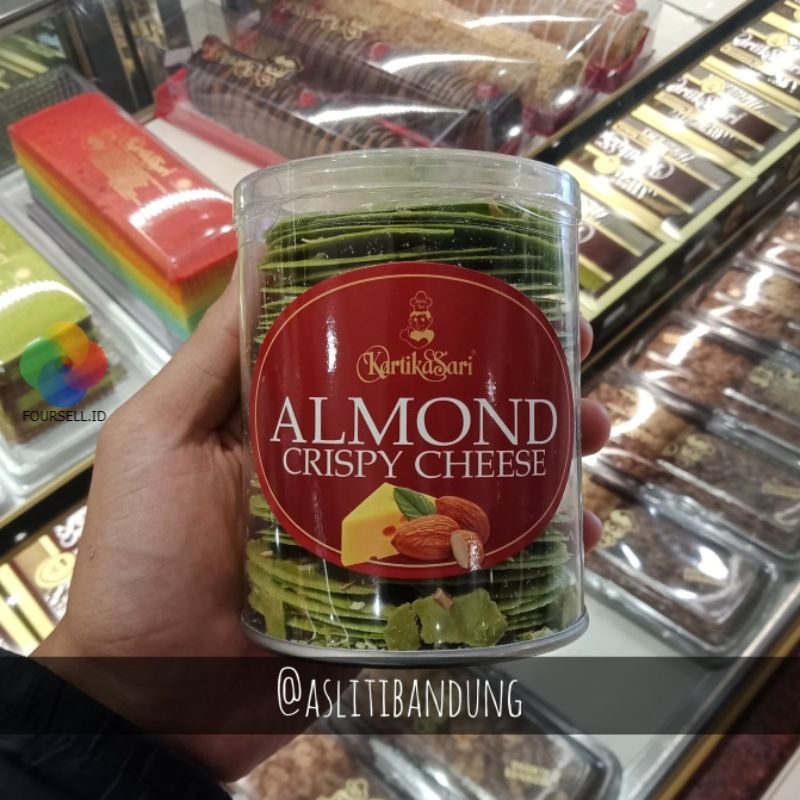 KartikaSari
ALMOND
CRISPY CHEESE
FOURSELL.ID
@ASLITIBANDUNG